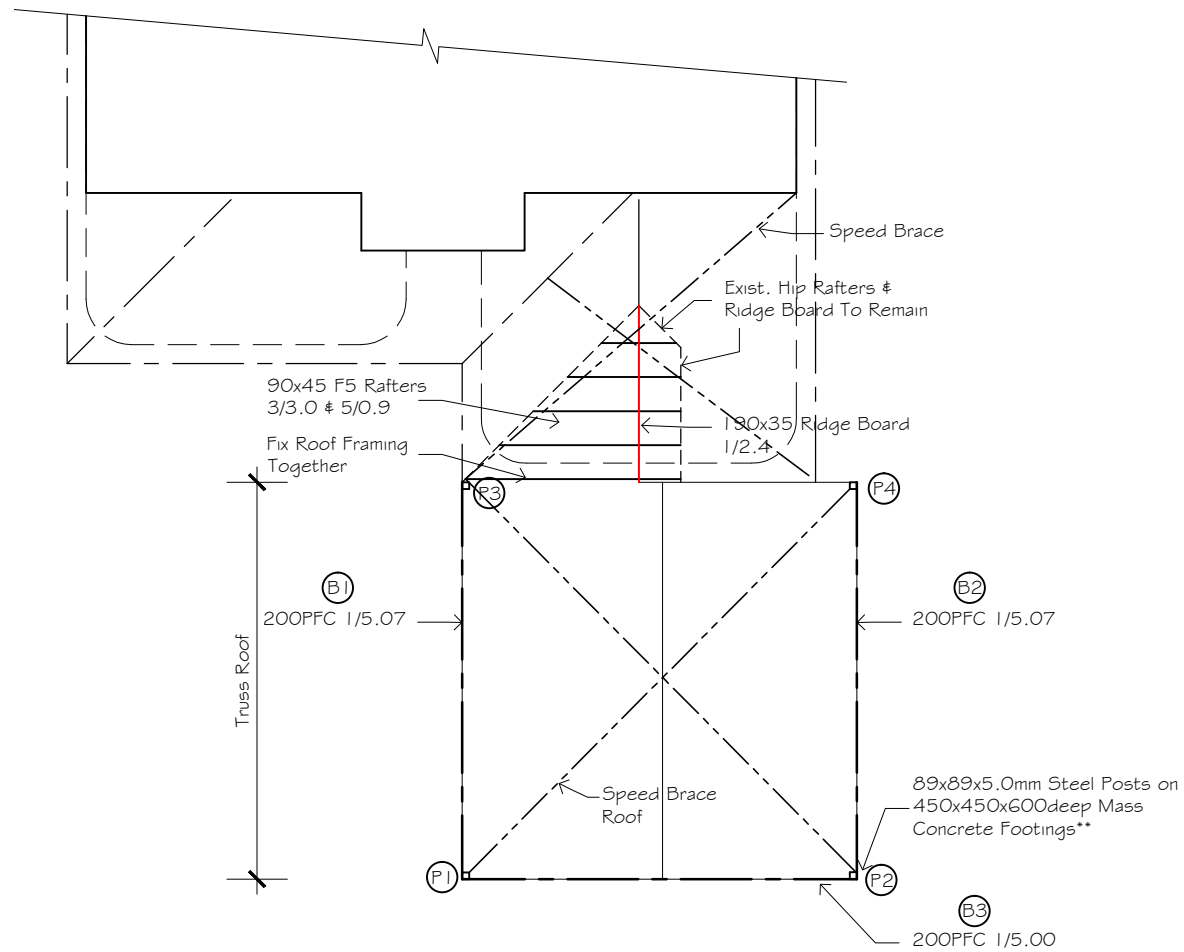 Speed Brace
Exist. Hip Rafters &
Ridge Board To Remain
90x45 F5 Rafters
3/3.0 & 5/0.9
190x35 Ridge Board
1/2.4
Fix Roof Framing
Together
P3
P4
B1
200PFC 1/5.07
B2
200PFC 1/5.07
Truss Roof
Speed Brace
Roof
89x89x5.0mm Steel Posts on
450x450x600deep Mass
Concrete Footings**
P1
P2
B3
200PFC 1/5.00